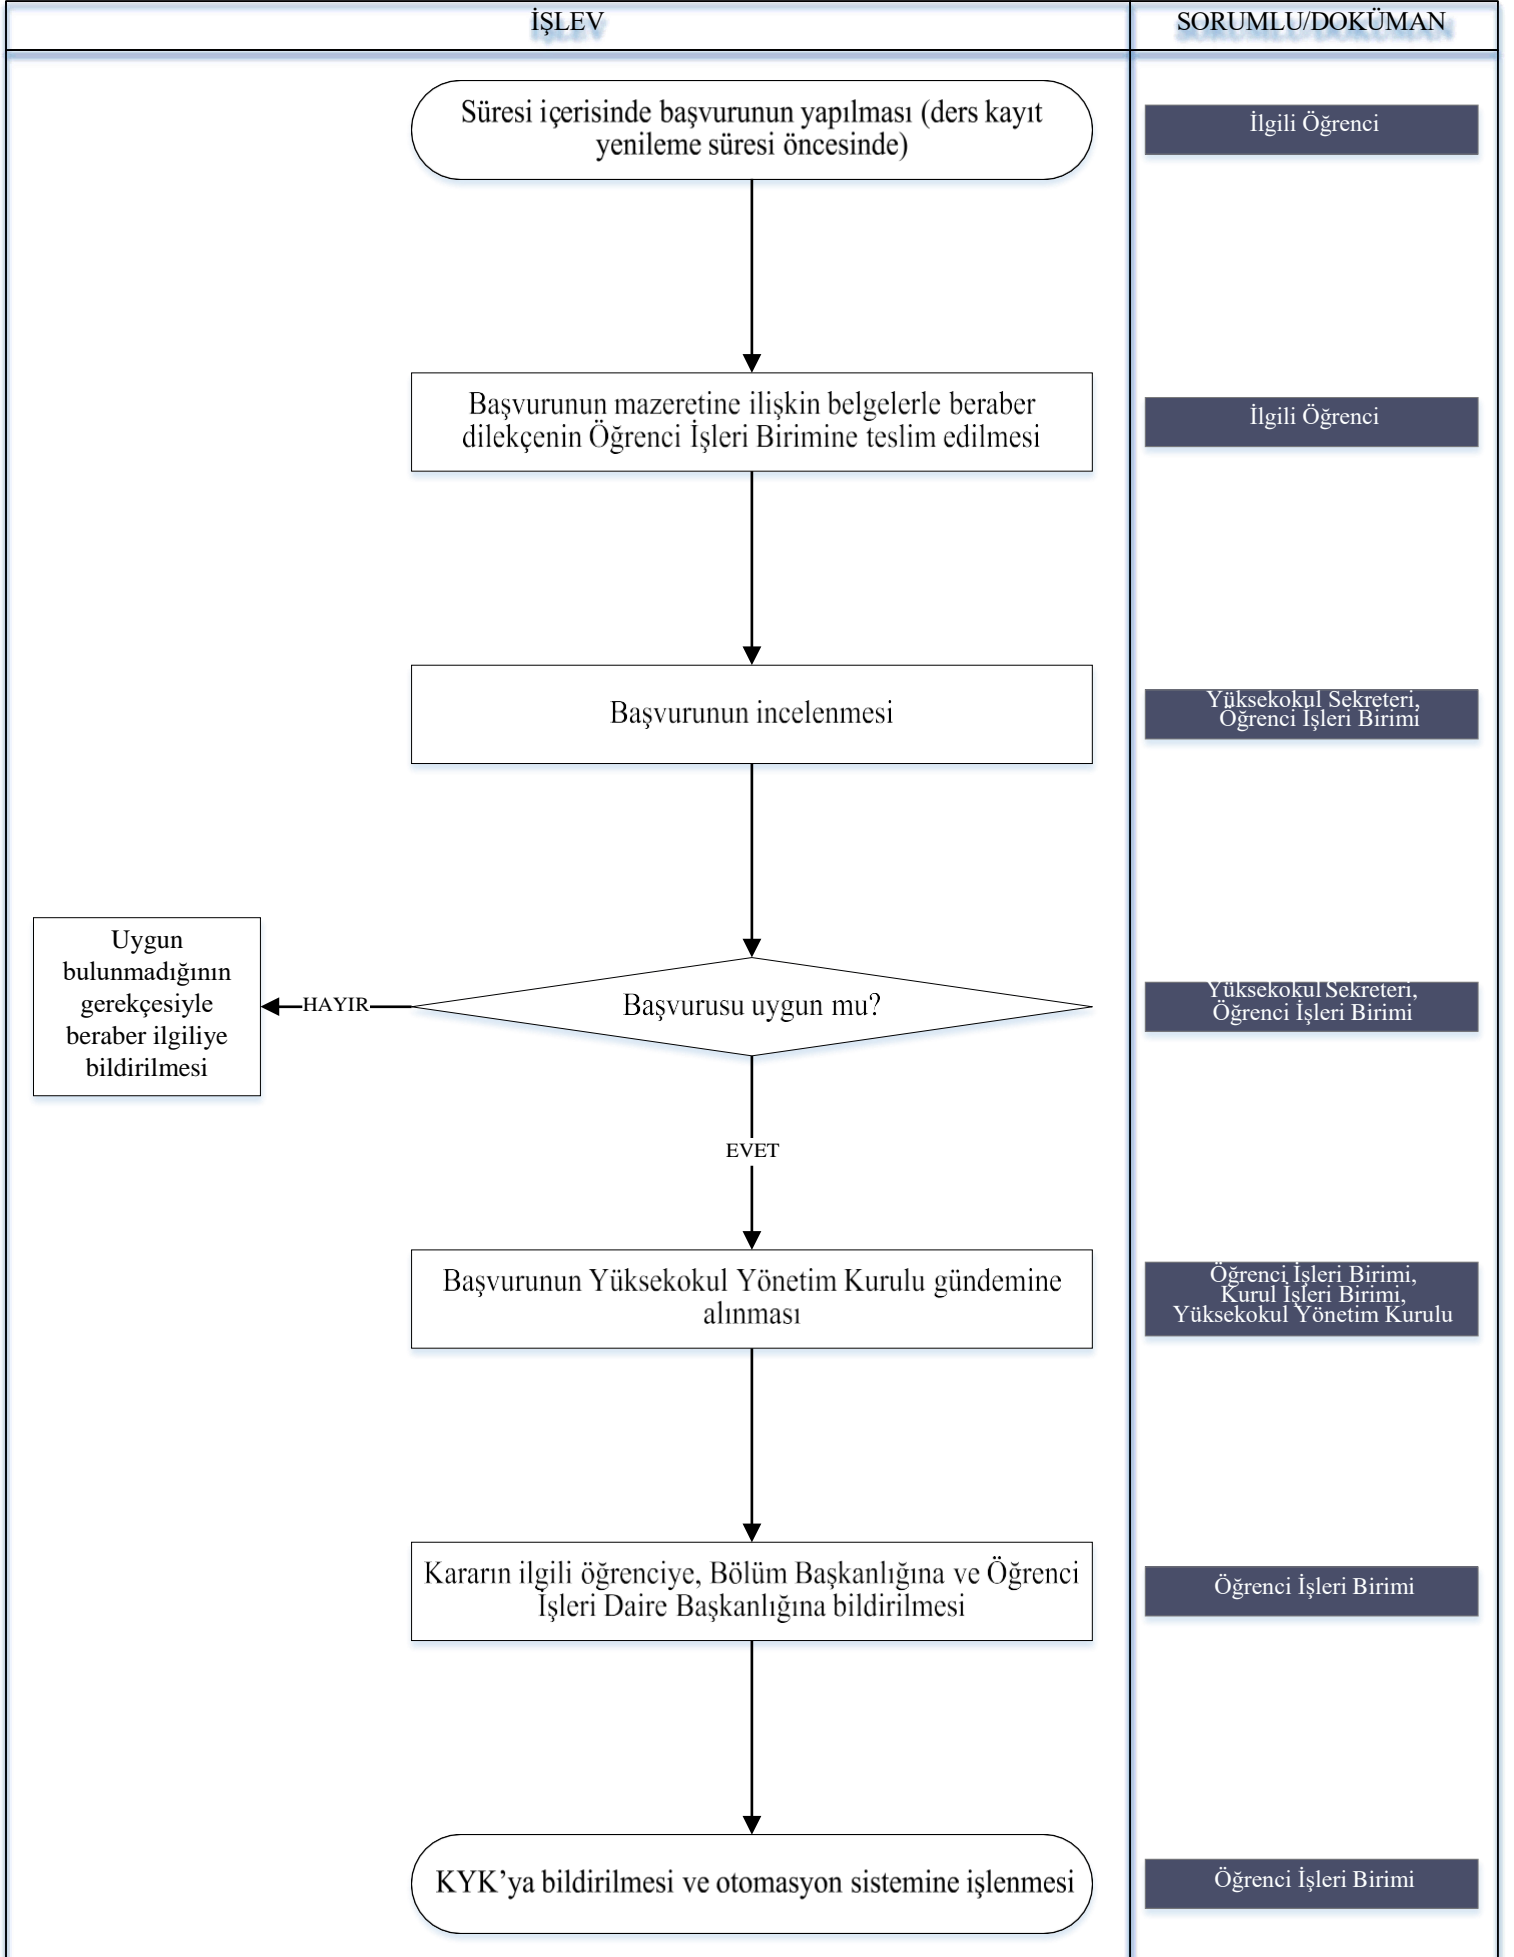 İŞLEV
SORUMLU/DOKÜMAN
Süresi içerisinde başvurunun yapılması (ders kayıt
yenileme süresi öncesinde)
İlgili Öğrenci
Başvurunun mazeretine ilişkin belgelerle beraber
dilekçenin Öğrenci İşleri Birimine teslim edilmesi
İlgili Öğrenci
Başvurunun incelenmesi
Yüksekokul Sekreteri,
Öğrenci İşleri Birimi
Uygun
bulunmadığının
gerekçesiyle
beraber ilgiliye
bildirilmesi
HAYIR
Başvurusu uygun mu?
Yüksekokul Sekreteri,
Öğrenci İşleri Birimi
EVET
Başvurunun Yüksekokul Yönetim Kurulu gündemine
alınması
Öğrenci İşleri Birimi,
Kurul İşleri Birimi,
Yüksekokul Yönetim Kurulu
Kararın ilgili öğrenciye, Bölüm Başkanlığına ve Öğrenci
İşleri Daire Başkanlığına bildirilmesi
Öğrenci İşleri Birimi
KYK’ya bildirilmesi ve otomasyon sistemine işlenmesi
Öğrenci İşleri Birimi